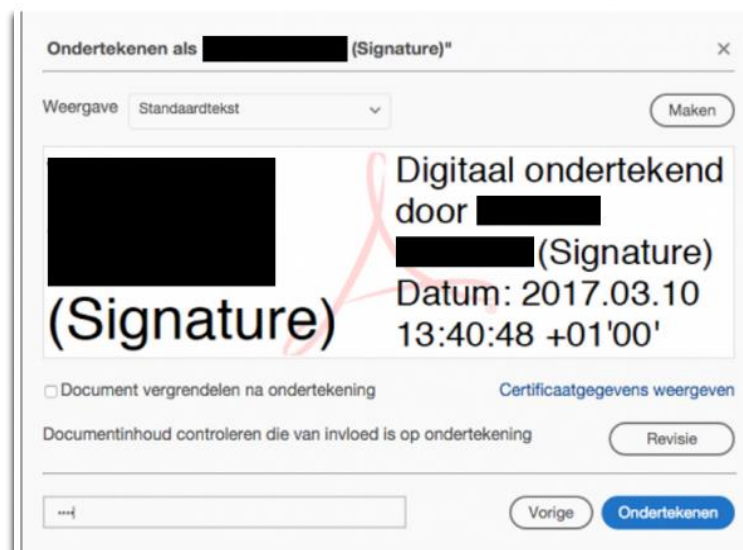 Ondertekenen als (Signature)"
Weergave Standaardtekst Maken
(Signature)
Digitaal ondertekend
door
(Signature)
Datum: 2017.03.10
13:40:48 +01'00'
Document vergrendelen na ondertekening Certificaatgegevens weergeven
Documentinhoud controleren die van invloed is op ondertekening Revisie
Vorige Ondertekenen